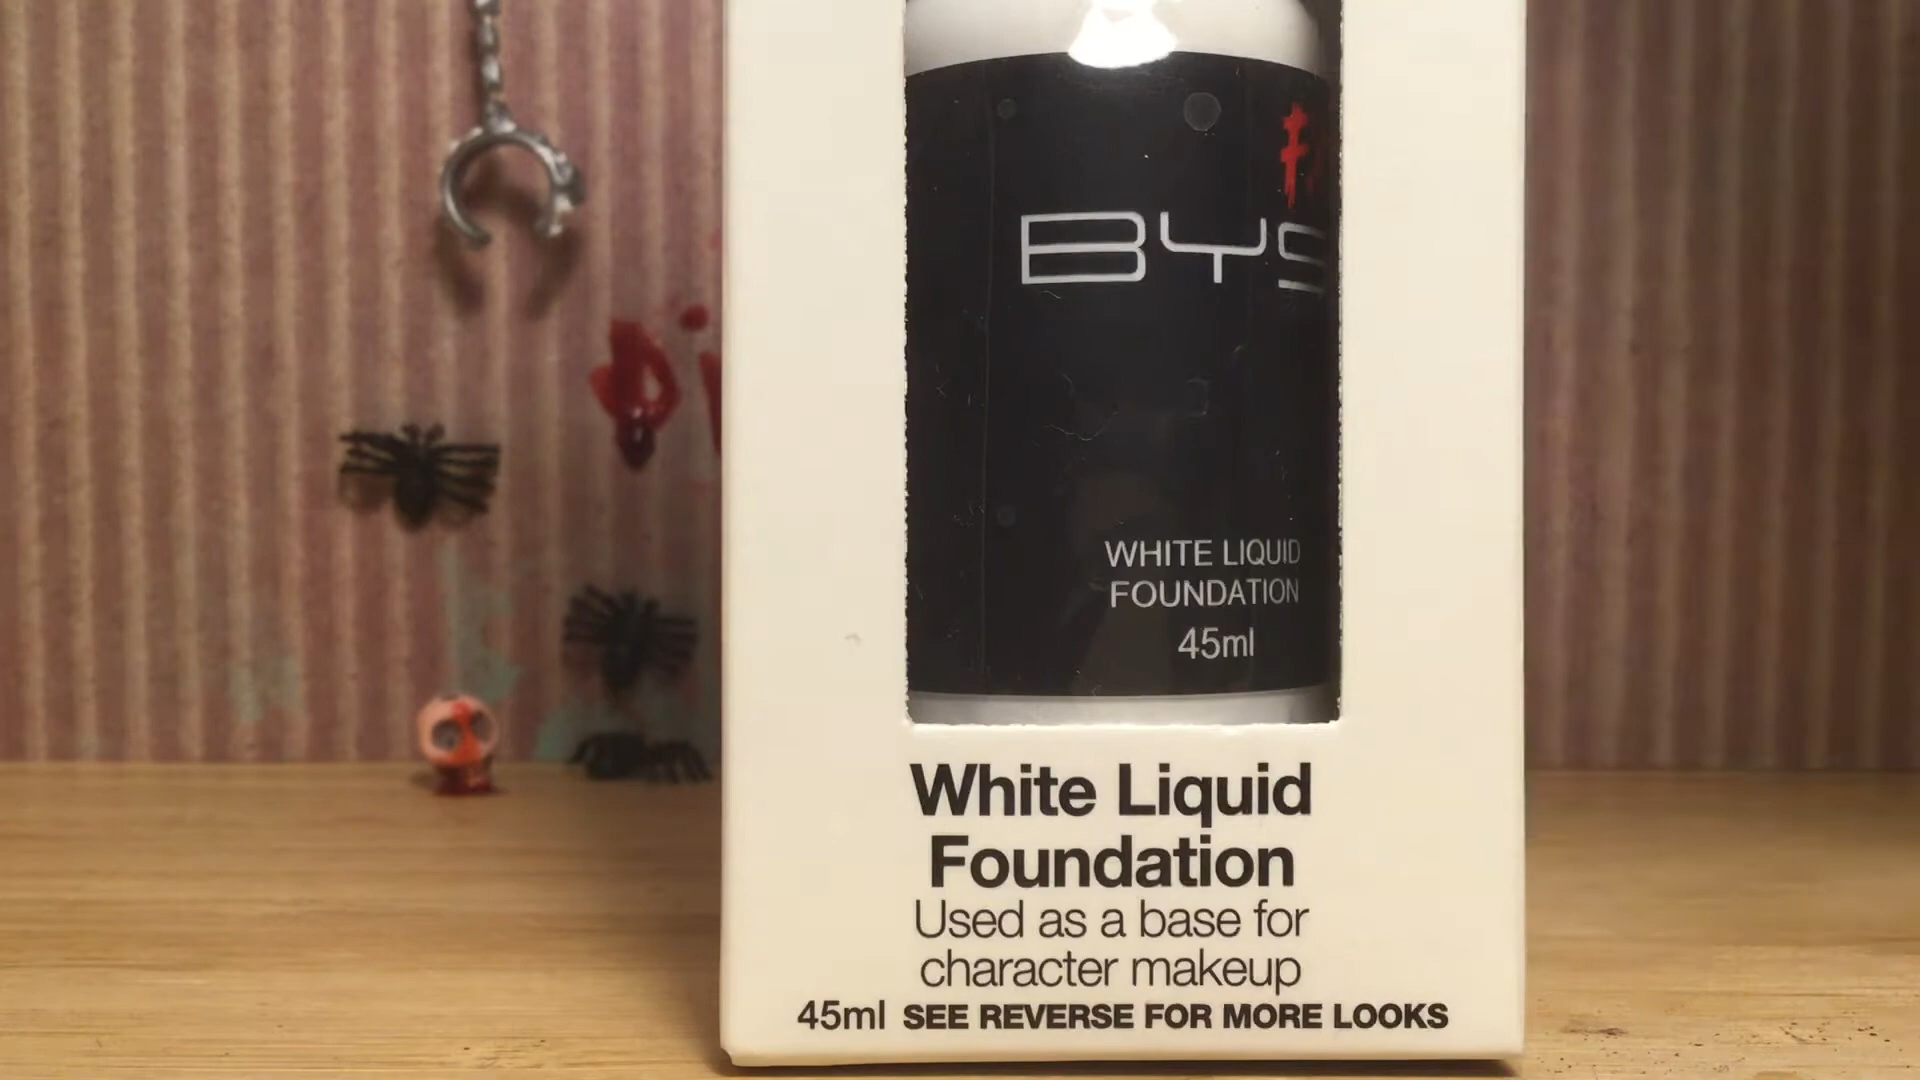 BYS
WHITE LIQUID
FOUNDATION
45ml
White Liquid
Foundation
Used as a base for
character makeup
45ml SEE REVERSE FOR MORE LOOKS